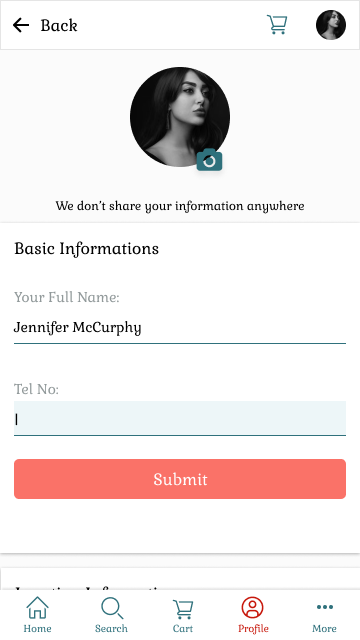 Back
We don't share your information anywhere
Basic Informations
Your Full Name:
Jennifer McCurphy
Tel No:
Submit
Home
Search
Cart
Profile
More